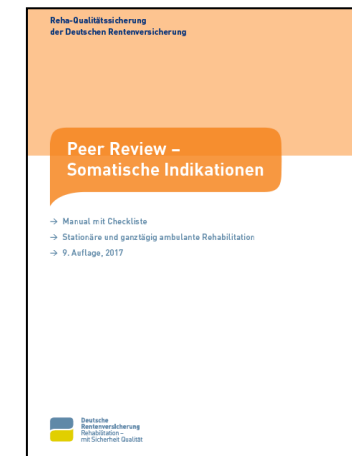 Reha-Qualitätssicherung
der Deutschen Rentenversicherung
Peer Review –
Somatische Indikationen
→ Manual mit Checkliste
→ Stationäre und ganztägig ambulante Rehabilitation
→ 9. Auflage, 2017
Deutsche
Rentenversicherung
Rehabilitation –
mit Sicherheit Qualität